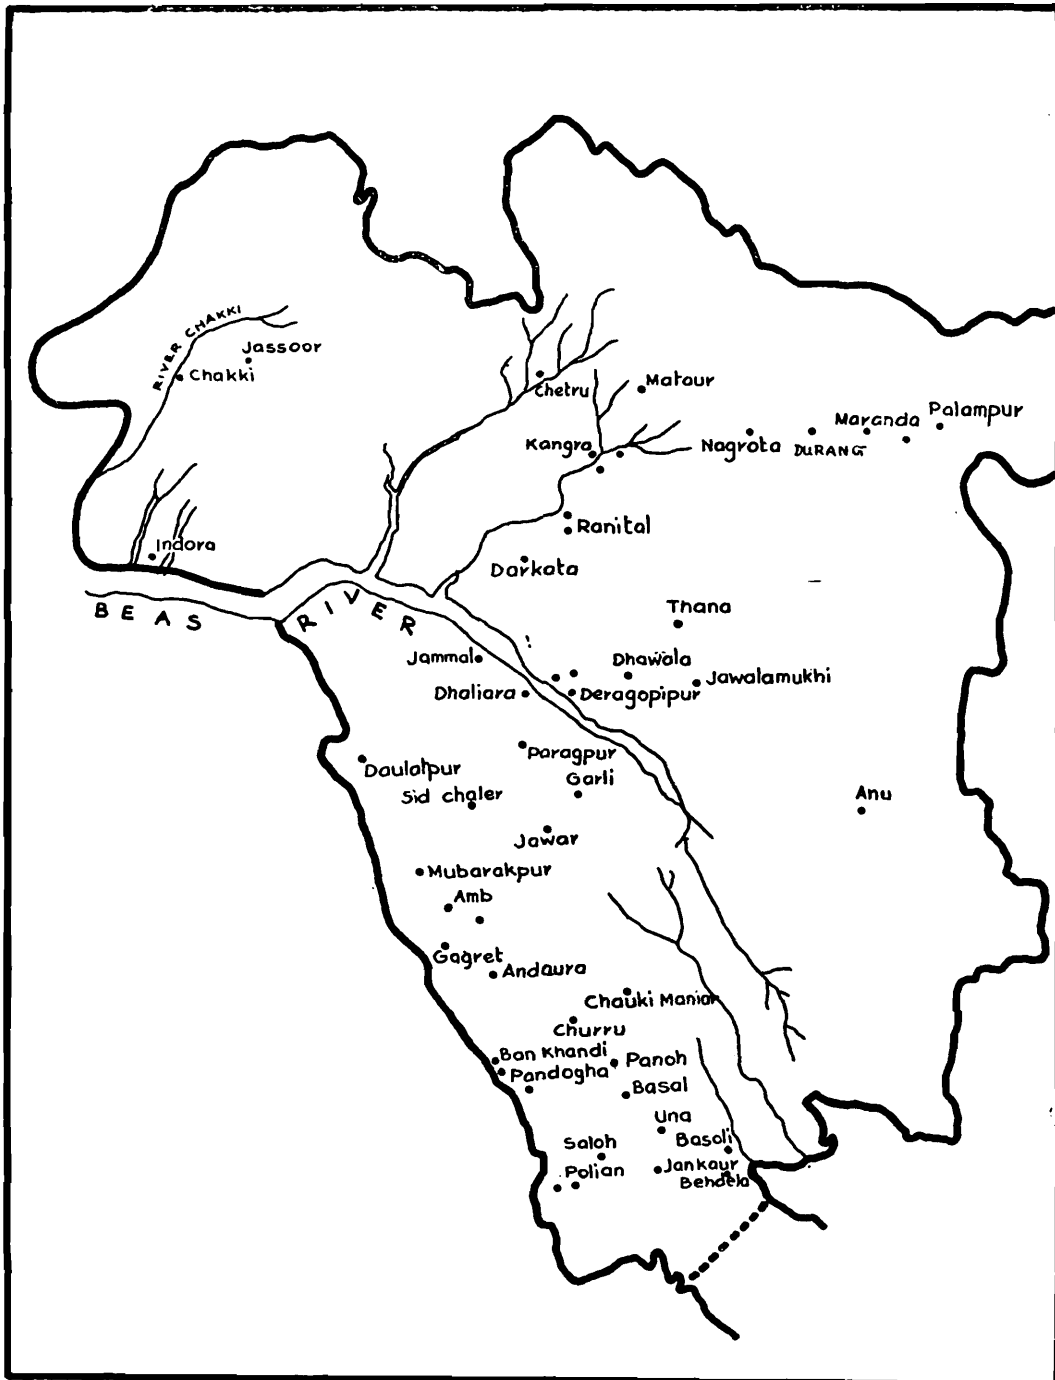 RIVER CHAKKI
Jassoor
Chakki
Chetru
Mataur
Maranda
Palampur
Kangra
Nagrota
DURANG
Ranital
Indora
Darkata
BEAS RIVER
Thana
Jammal
Dhawala
Jawalamukhi
Dhaliara
Deragopipur
Paragpur
Daulatpur
Garli
Sid chaler
Anu
Jawar
Mubarakpur
Amb
Gagret
Andaura
Chauki Maniar
Churru
Ban Khandi
Panoh
Pandogha
Basal
Una
Basoli
Saloh
Jankaur
Polian
Behdela